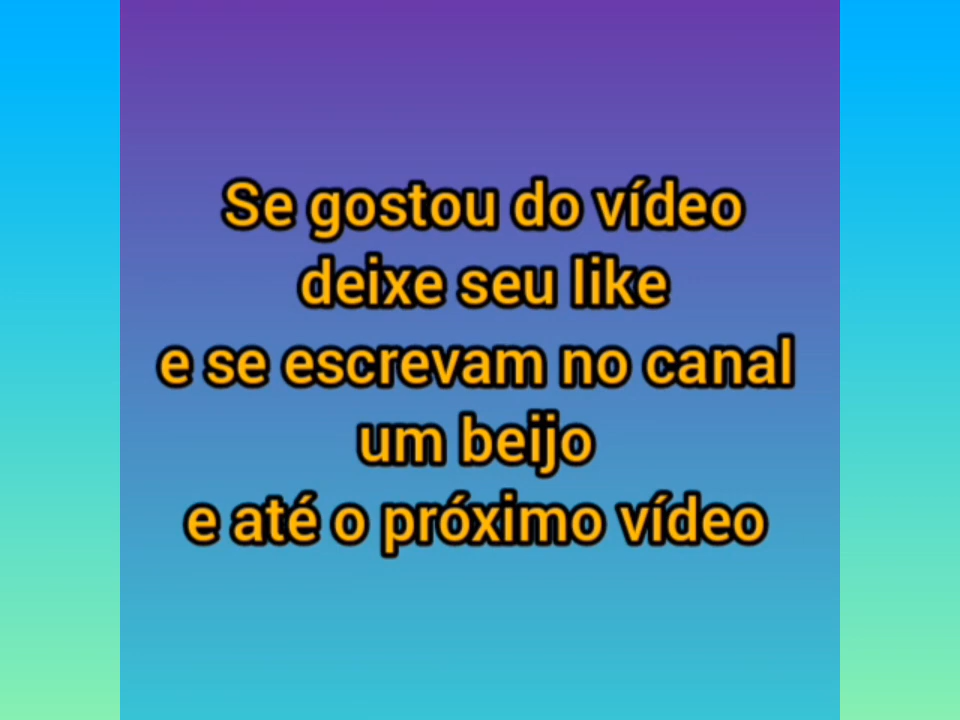 Se gostou do vídeo
deixe seu like
e se escrevam no canal
um beijo
e até o próximo vídeo